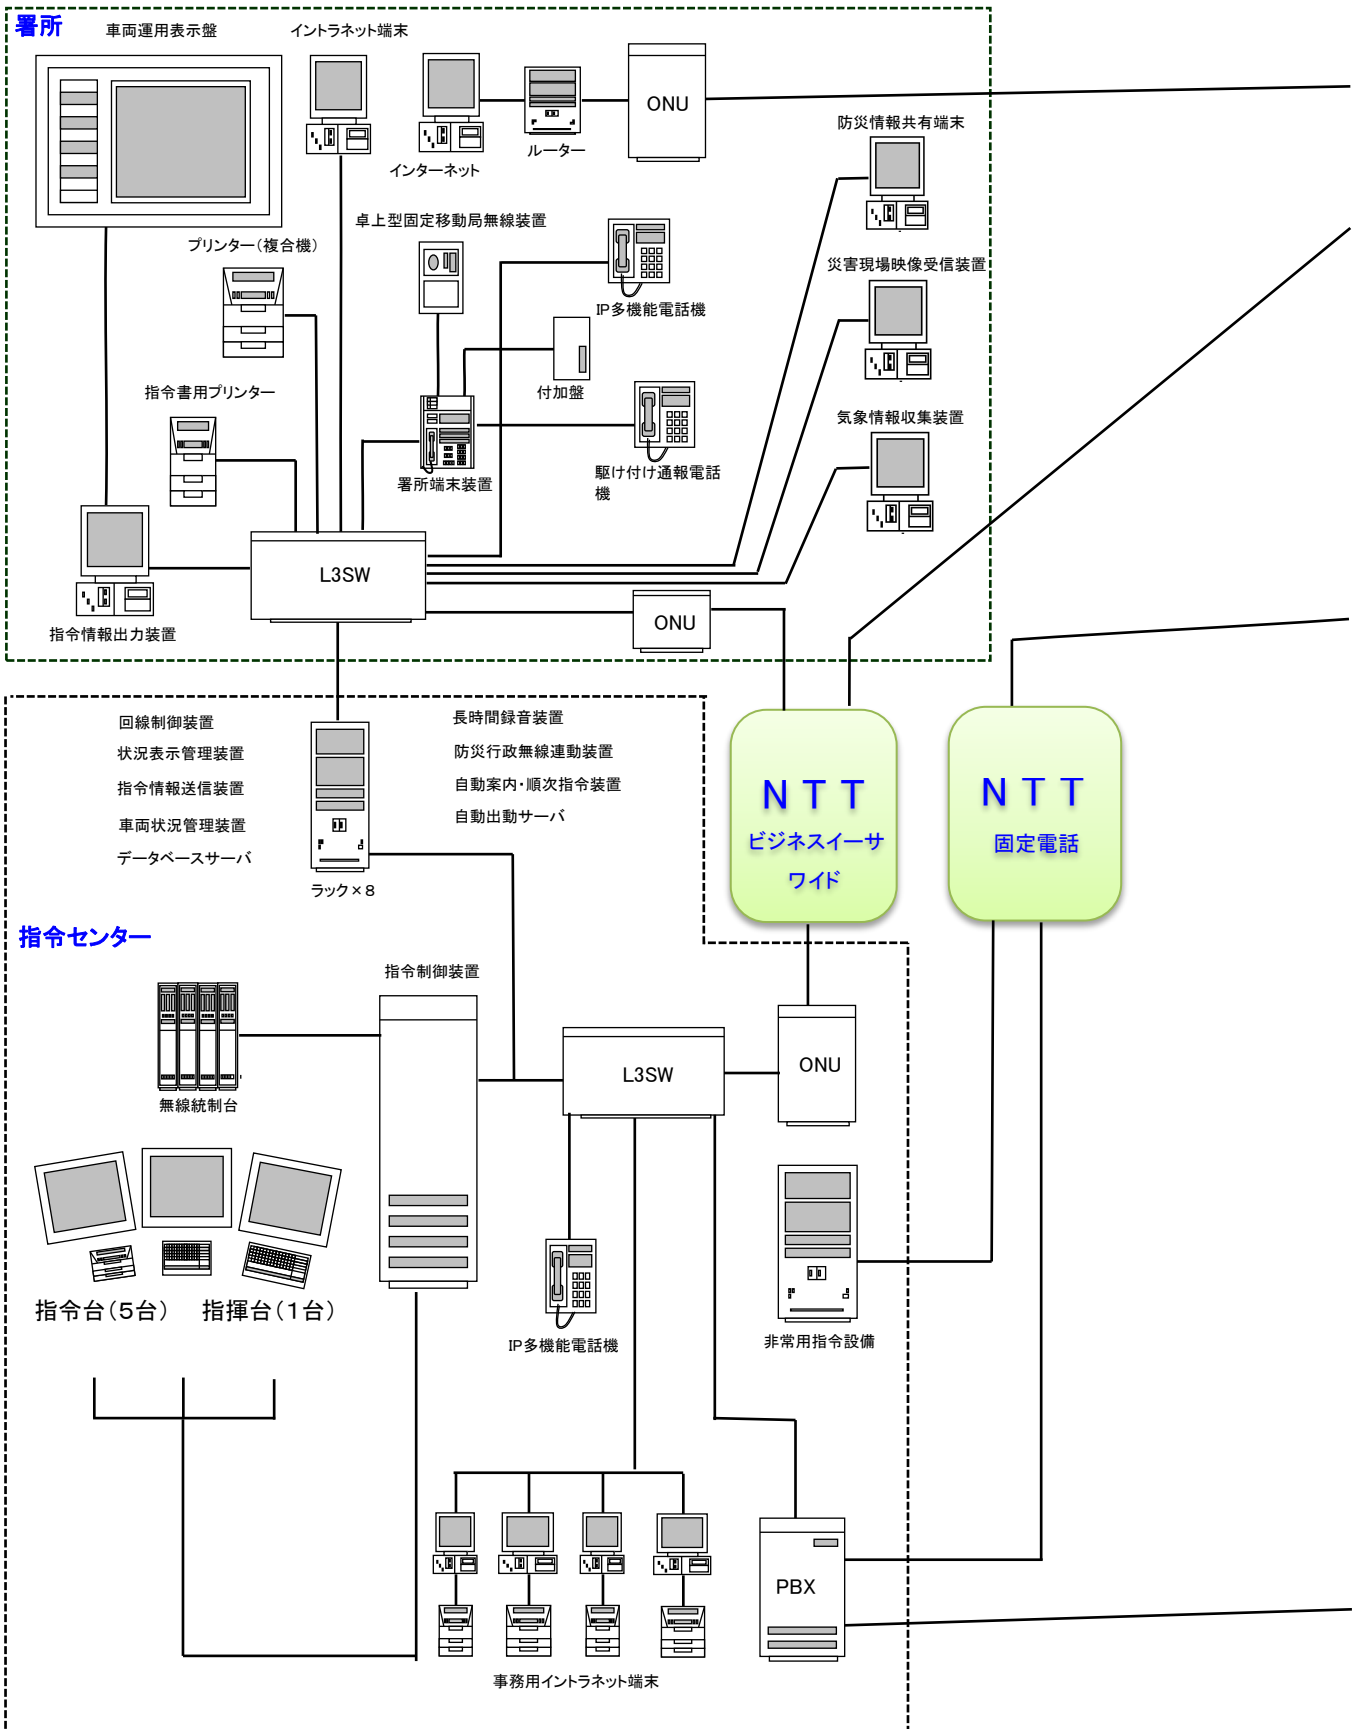 署所
車両運用表示盤
イントラネット端末
ONU
防災情報共有端末
ルーター
インターネット
卓上型固定移動局無線装置
プリンター(複合機)
災害現場映像受信装置
IP多機能電話機
指令書用プリンター
付加盤
気象情報収集装置
署所端末装置
駆け付け通報電話
機
L3SW
ONU
指令情報出力装置
回線制御装置
長時間録音装置
状況表示管理装置
防災行政無線連動装置
指令情報送信装置
自動案内・順次指令装置
車両状況管理装置
自動出動サーバ
データベースサーバ
ラック×8
NTT
ビジネスイーサ
ワイド
NTT
固定電話
指令センター
指令制御装置
L3SW
ONU
無線統制台
指令台(5台)
指揮台(1台)
IP多機能電話機
非常用指令設備
PBX
事務用イントラネット端末